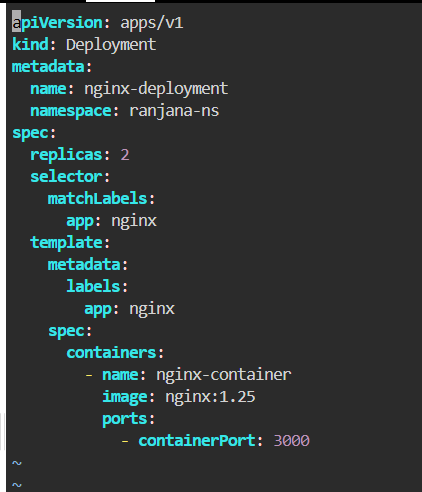 apiVersion: apps/v1
kind: Deployment
metadata:
  name: nginx-deployment
  namespace: ranjana-ns
spec:
  replicas: 2
  selector:
    matchLabels:
      app: nginx
  template:
    metadata:
      labels:
        app: nginx
    spec:
      containers:
        - name: nginx-container
          image: nginx:1.25
          ports:
            - containerPort: 3000
~
~